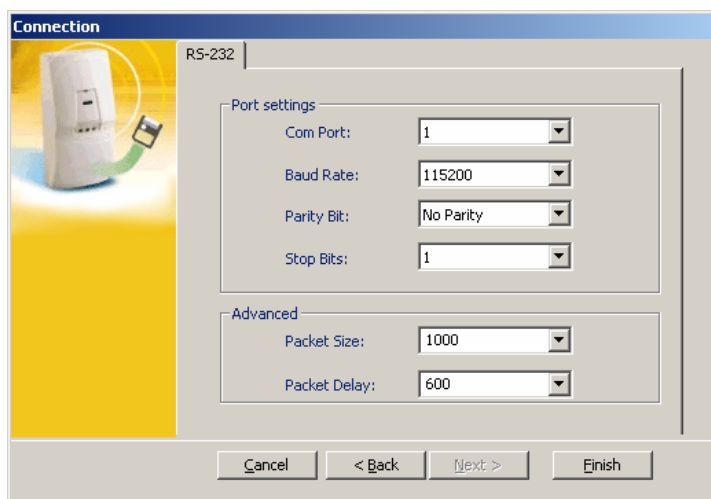 Connection
RS-232
Port settings
Com Port: 1
Baud Rate: 115200
Parity Bit: No Parity
Stop Bits: 1
Advanced
Packet Size: 1000
Packet Delay: 600
Cancel < Back Next > Finish